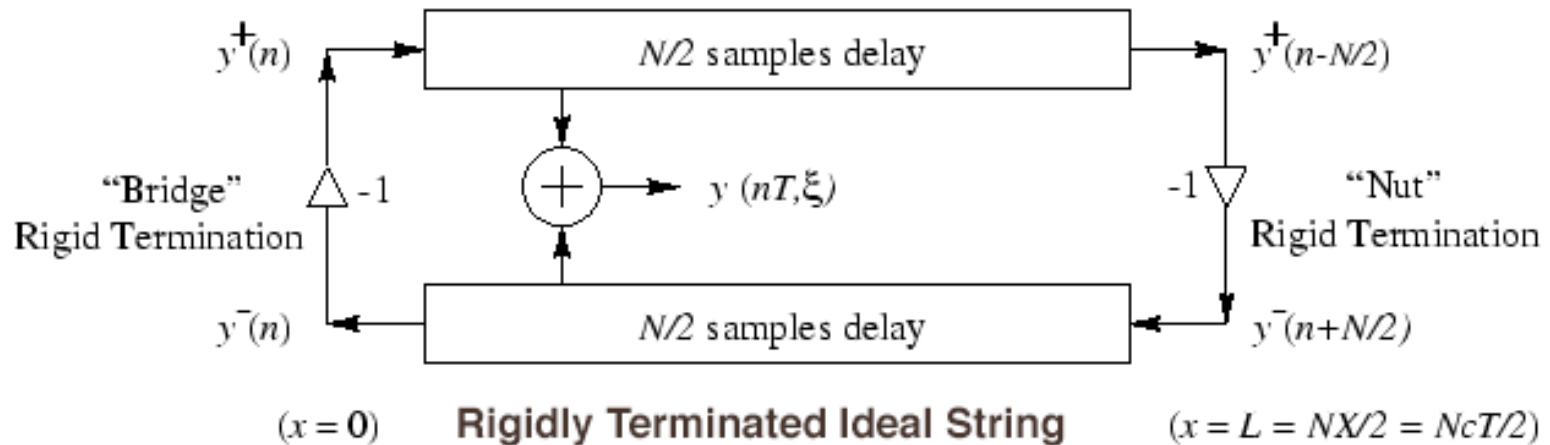 y⁺(n)
N/2 samples delay
y⁺(n-N/2)
“Bridge”
Rigid Termination
-1
+
y (nT,ξ)
-1
“Nut”
Rigid Termination
y⁻(n)
N/2 samples delay
y⁻(n+N/2)
(x = 0)
Rigidly Terminated Ideal String
(x = L = NX/2 = NcT/2)